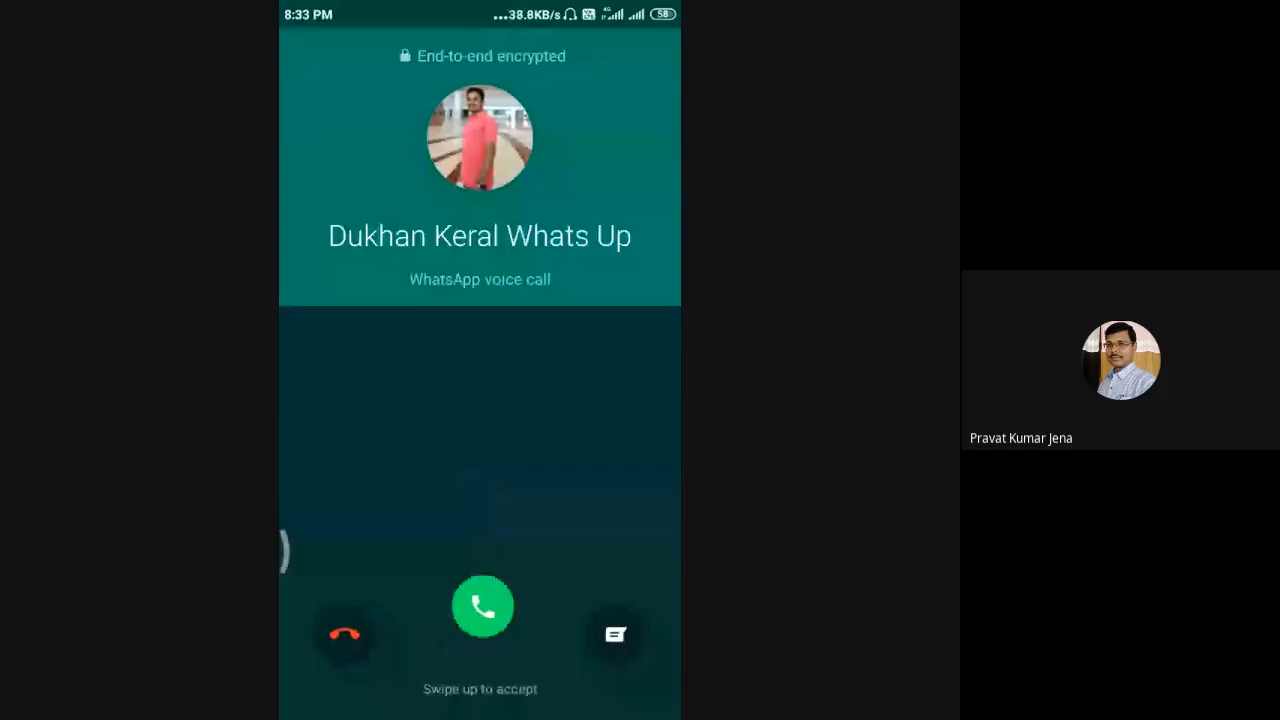 8:33 PM
...38.8KB/s
4G
58
End-to-end encrypted
Dukhan Keral Whats Up
WhatsApp voice call
Pravat Kumar Jena
Swipe up to accept